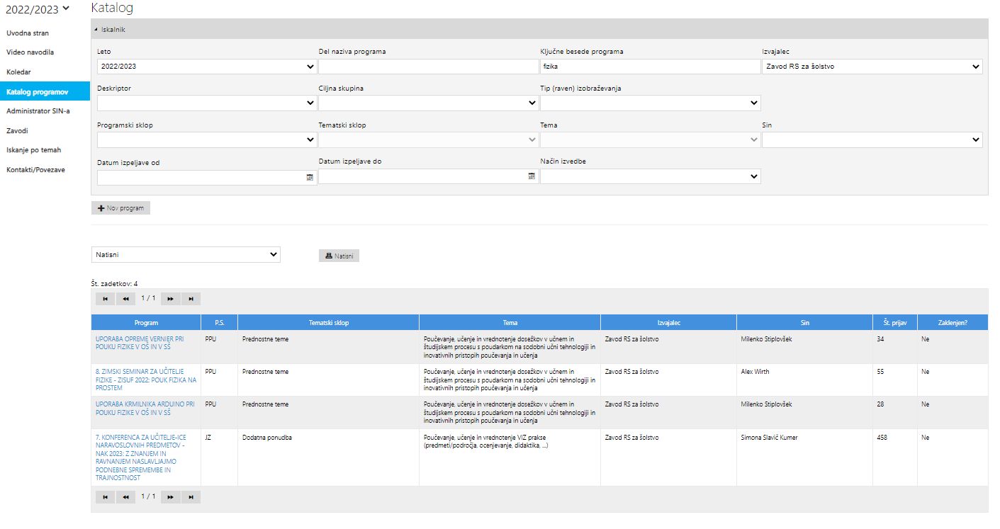 2022/2023
Katalog
Uvodna stran
Video navodila
Koledar
Katalog programov
Administrator SIN-a
Zavodi
Iskanje po temah
Kontakti/Povezave
Iskalnik
Leto
Del naziva programa
Ključne besede programa
Izvajalec
2022/2023
fizika
Zavod RS za šolstvo
Deskriptor
Ciljna skupina
Tip (raven) izobraževanja
Programski sklop
Tematski sklop
Tema
Sin
Datum izpeljave od
Datum izpeljave do
Način izvedbe
Nov program
Natisni
Natisni
Št. zadetkov: 4
1 / 1
Program
P.S.
Tematski sklop
Tema
Izvajalec
Sin
Št. prijav
Zaklenjen?
UPORABA OPREME VERNIER PRI
POUKU FIZIKE V OŠ IN V SŠ
PPU
Prednostne teme
Poučevanje, učenje in vrednotenje dosežkov v učnem in
študijskem procesu s poudarkom na sodobni učni tehnologiji in
inovativnih pristopih poučevanja in učenja
Zavod RS za šolstvo
Milenko Stiplovšek
34
Ne
8. ZIMSKI SEMINAR ZA UČITELJE
FIZIKE - ZISUF 2022: POUK FIZIKA NA
PROSTEM
PPU
Prednostne teme
Poučevanje, učenje in vrednotenje dosežkov v učnem in
študijskem procesu s poudarkom na sodobni učni tehnologiji in
inovativnih pristopih poučevanja in učenja
Zavod RS za šolstvo
Alex Wirth
55
Ne
UPORABA KRMILNIKA ARDUINO PRI
POUKU FIZIKE V OŠ IN V SŠ
PPU
Prednostne teme
Poučevanje, učenje in vrednotenje dosežkov v učnem in
študijskem procesu s poudarkom na sodobni učni tehnologiji in
inovativnih pristopih poučevanja in učenja
Zavod RS za šolstvo
Milenko Stiplovšek
28
Ne
7. KONFERENCA ZA UČITELJE-ICE
NARAVOSLOVNIH PREDMETOV -
NAK 2023: Z ZNANJEM IN
RAVNANJEM NASLAVLJAJMO
PODNEBNE SPREMEMBE IN
TRAJNOSTNOST
JZ
Dodatna ponudba
Poučevanje, učenje in vrednotenje VIZ prakse
(predmeti/področja, ocenjevanje, didaktika, ...)
Zavod RS za šolstvo
Simona Slavič Kumer
458
Ne
1 / 1